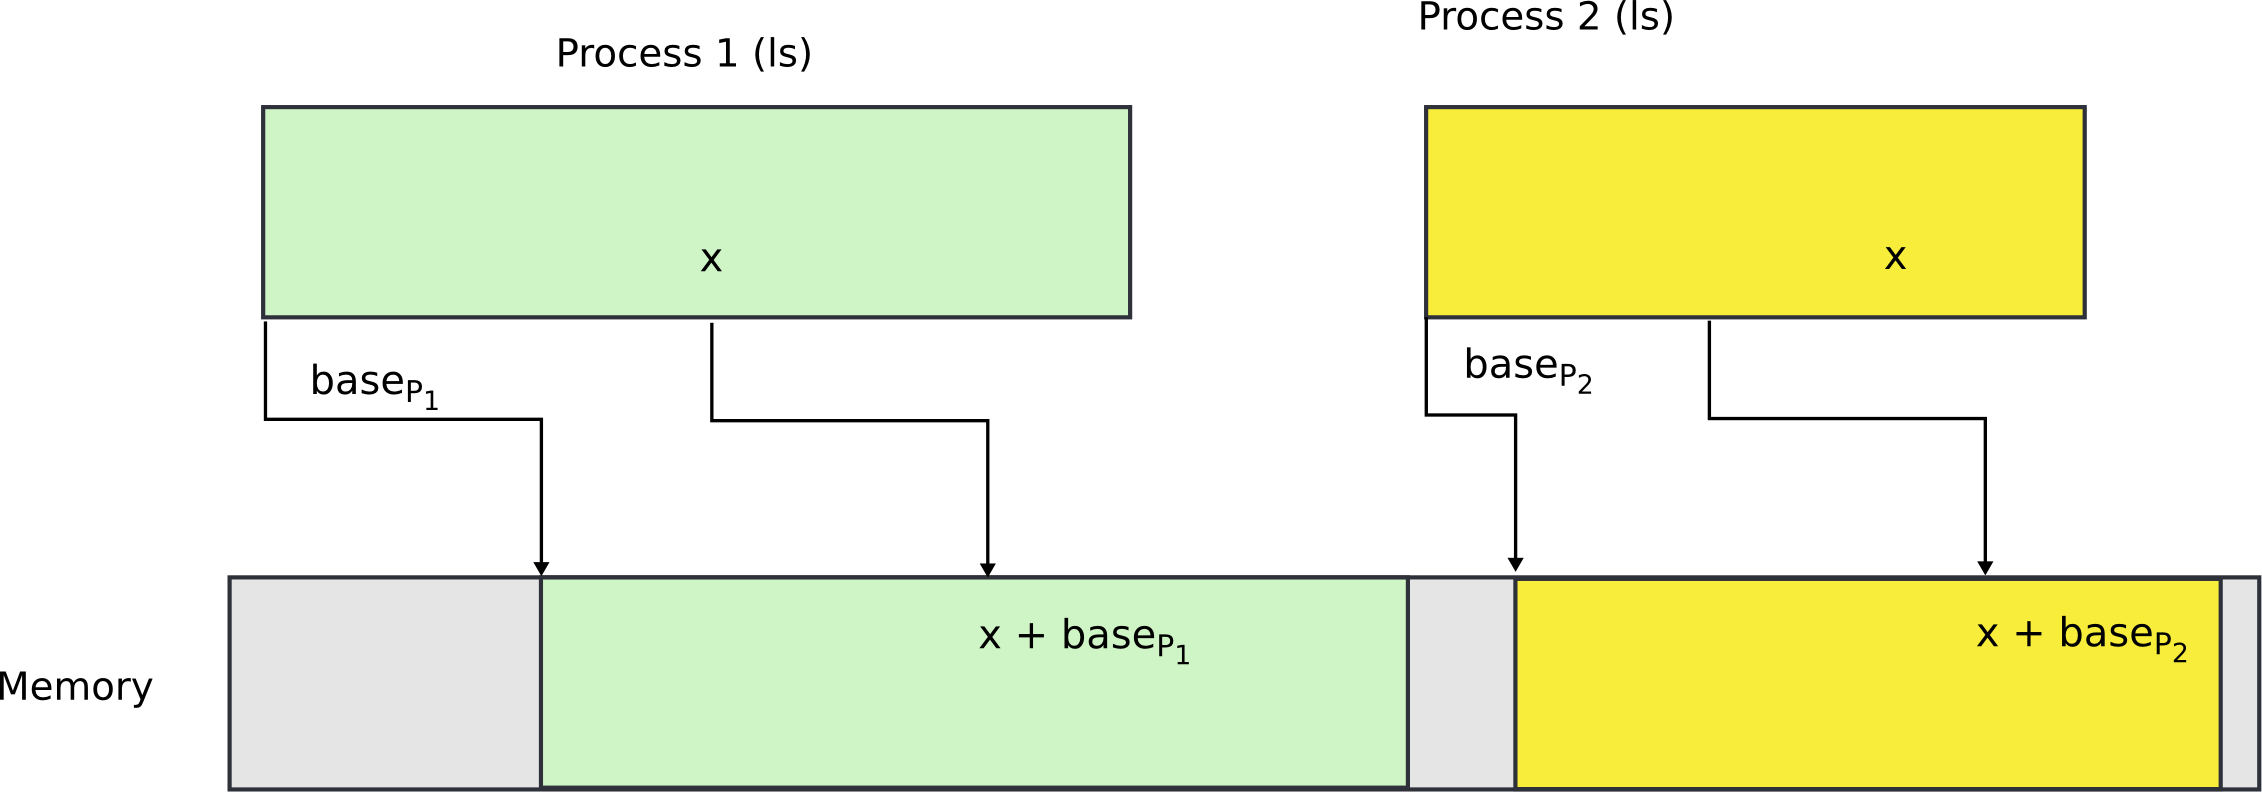 Process 1 (ls)
Process 2 (ls)
x
x
baseP1
baseP2
x + baseP1
x + baseP2
Memory